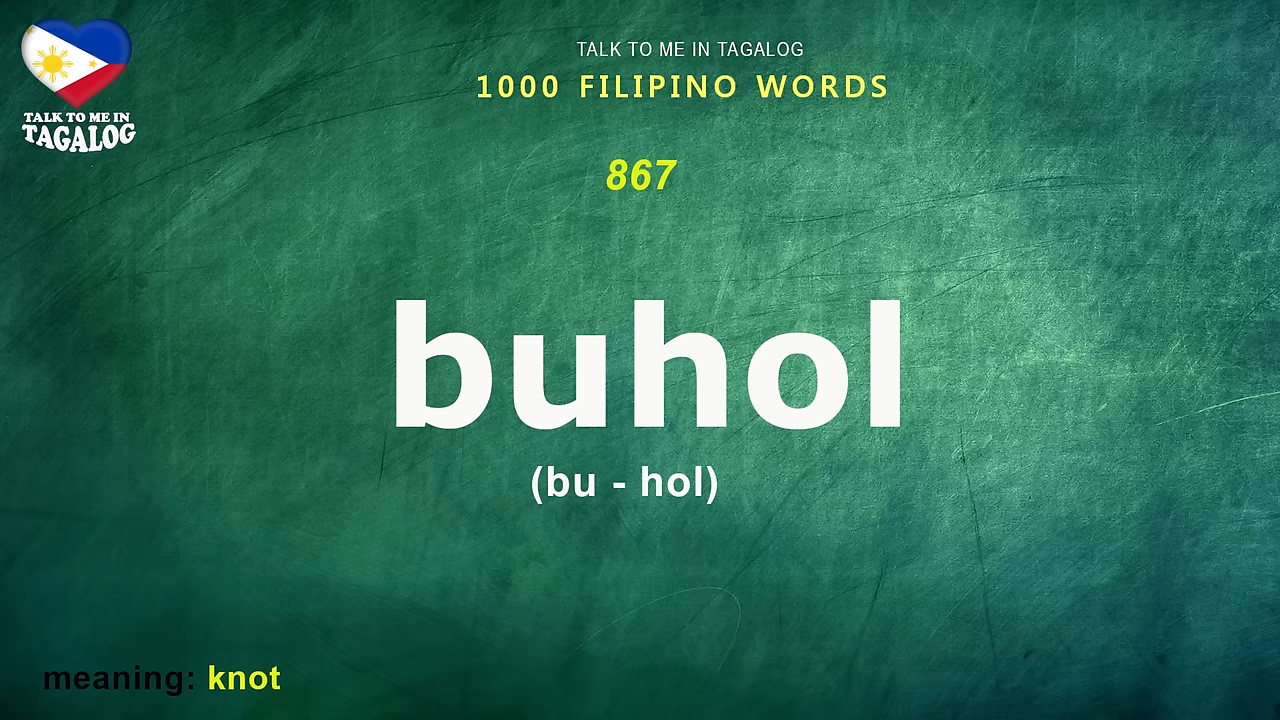 TALK TO ME IN
TAGALOG
TALK TO ME IN TAGALOG
1000 FILIPINO WORDS
867
buhol
(bu - hol)
meaning: knot